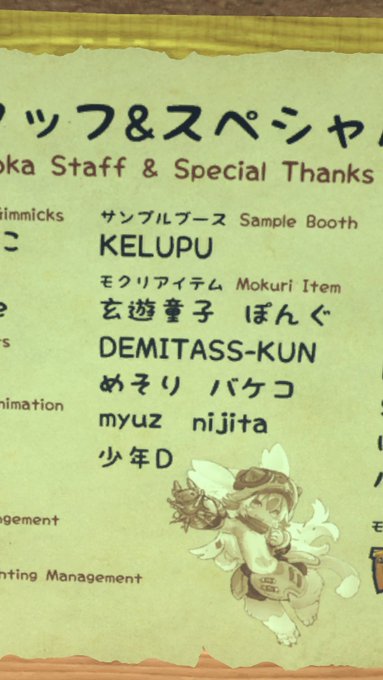 ッフ&スペシャ
oka Staff & Special Thanks
Gimmicks
こ
サンプルブース Sample Booth
KELUPU
モクリアイテム Mokuri Item
玄遊童子 ぽんぐ
DEMITASS-KUN
めそり バケコ
nimation
myuz nijita
少年D
agement
nting Management